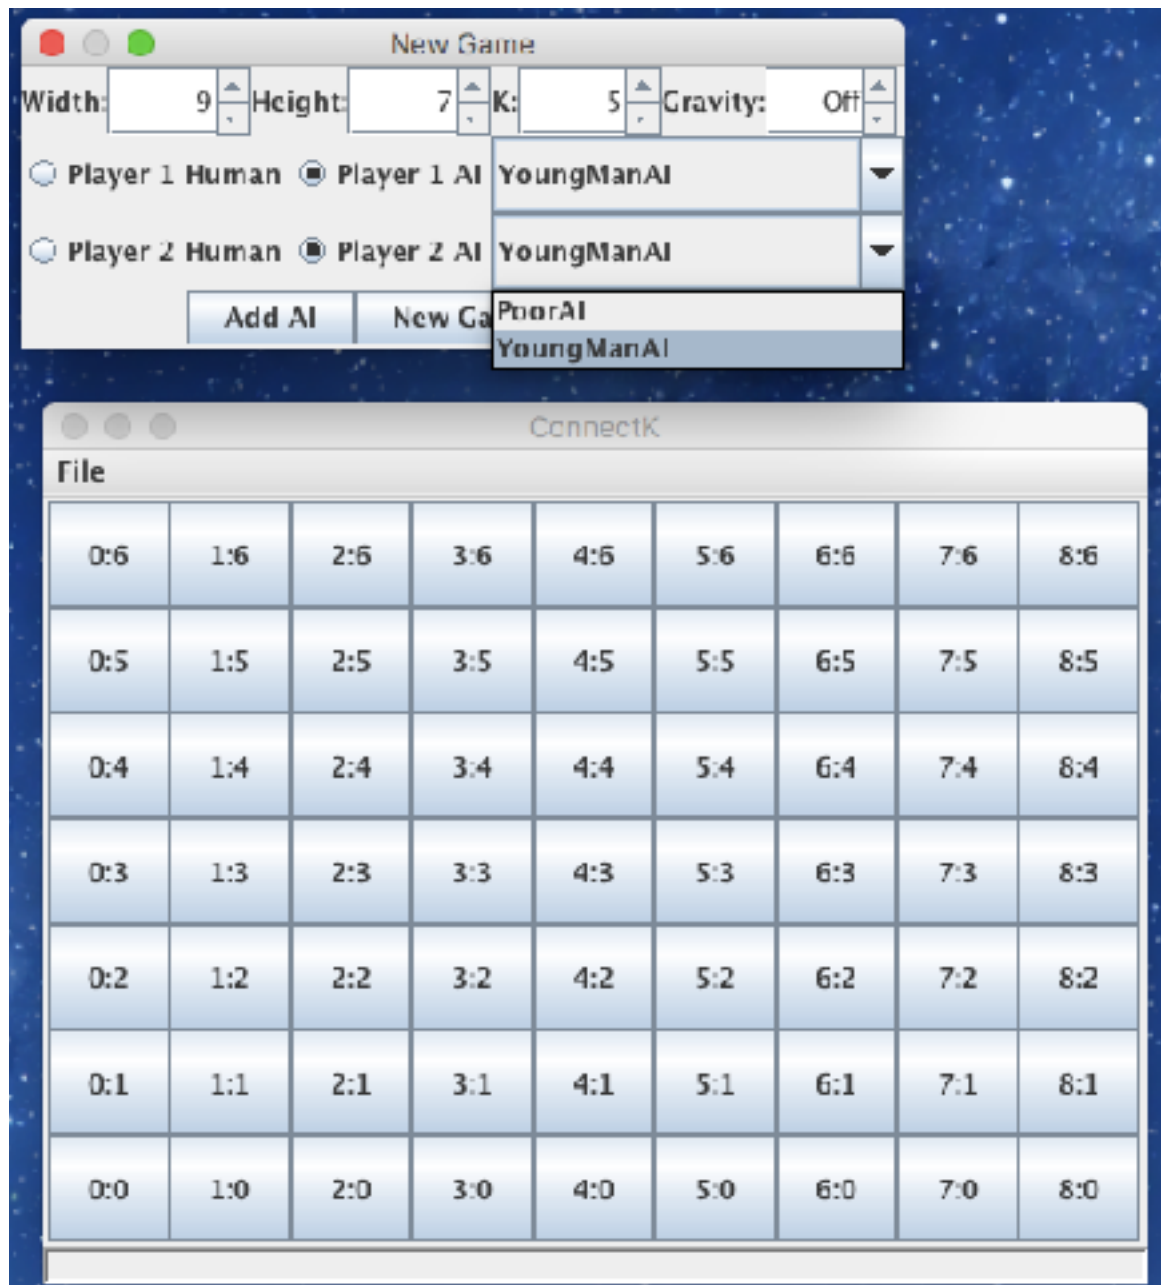 New Game
Width: 9 Height: 7 K: 5 Gravity: Off
Player 1 Human Player 1 AI YoungManAI
Player 2 Human Player 2 AI YoungManAI
Add AI New Ga
PoorAI
YoungManAI
ConnectK
File
0:6 1:6 2:6 3:6 4:6 5:6 6:6 7:6 8:6
0:5 1:5 2:5 3:5 4:5 5:5 6:5 7:5 8:5
0:4 1:4 2:4 3:4 4:4 5:4 6:4 7:4 8:4
0:3 1:3 2:3 3:3 4:3 5:3 6:3 7:3 8:3
0:2 1:2 2:2 3:2 4:2 5:2 6:2 7:2 8:2
0:1 1:1 2:1 3:1 4:1 5:1 6:1 7:1 8:1
0:0 1:0 2:0 3:0 4:0 5:0 6:0 7:0 8:0